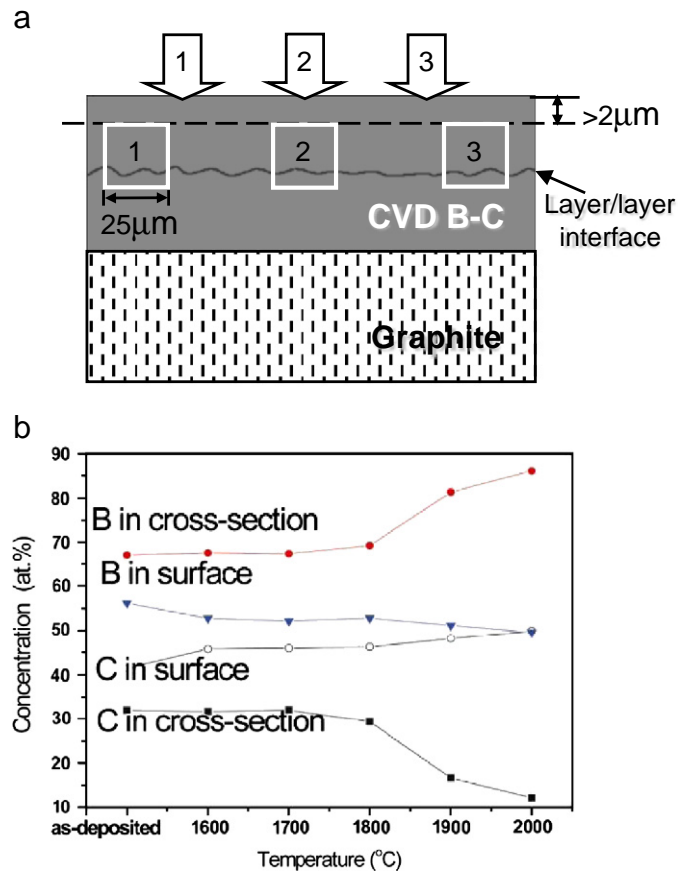 a
1 2 3
>2μm
1 2 3
25μm
CVD B-C
Layer/layer
interface
Graphite
b
90
80
70
60
50
40
30
20
10
Concentration (at.%)
B in cross-section
B in surface
C in surface
C in cross-section
as-deposited 1600 1700 1800 1900 2000
Temperature (°C)